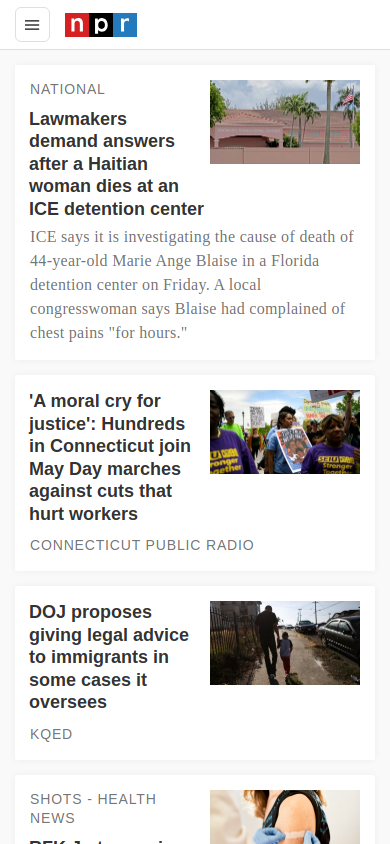 npr
NATIONAL
Lawmakers
demand answers
after a Haitian
woman dies at an
ICE detention center
ICE says it is investigating the cause of death of
44-year-old Marie Ange Blaise in a Florida
detention center on Friday. A local
congresswoman says Blaise had complained of
chest pains "for hours."
'A moral cry for
justice': Hundreds
in Connecticut join
May Day marches
against cuts that
hurt workers
SEIU
Stronger
Together
CONNECTICUT PUBLIC RADIO
DOJ proposes
giving legal advice
to immigrants in
some cases it
oversees
KQED
SHOTS - HEALTH
NEWS